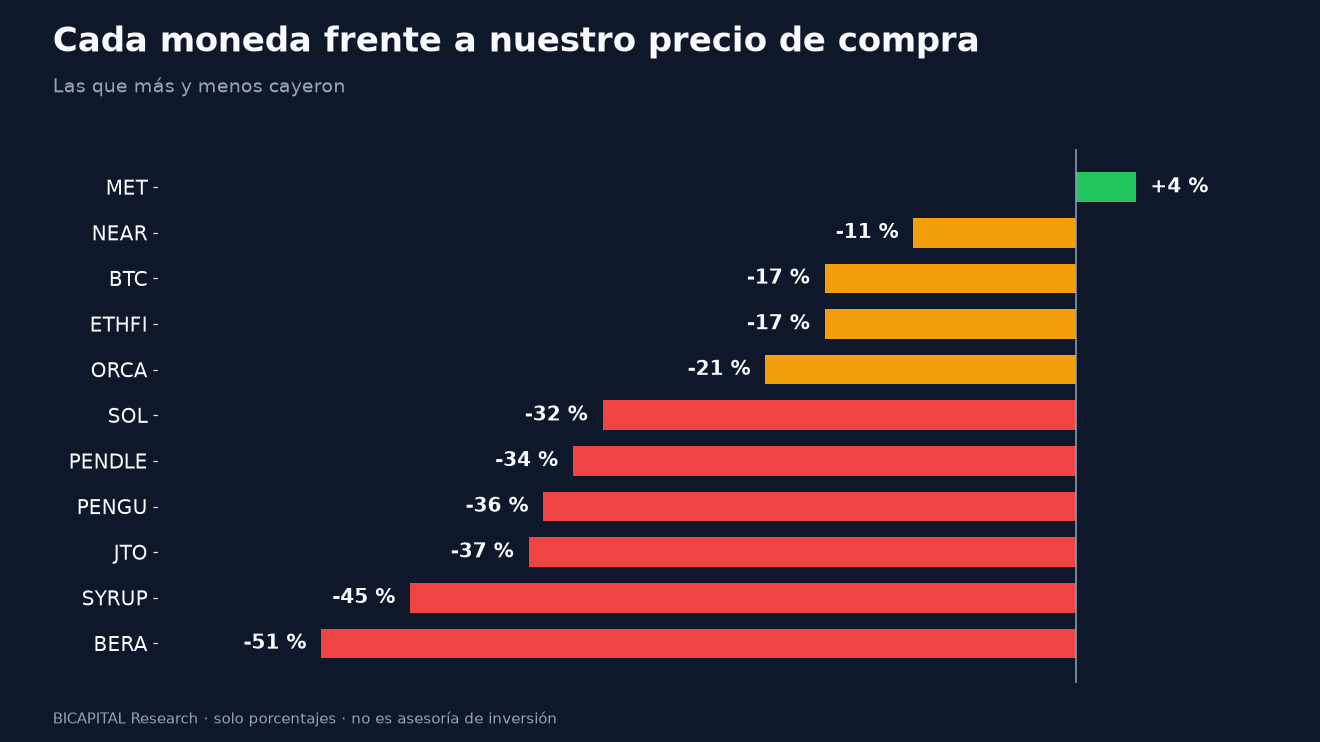 Cada moneda frente a nuestro precio de compra
Las que más y menos cayeron
MET +4 %
NEAR -11 %
BTC -17 %
ETHFI -17 %
ORCA -21 %
SOL -32 %
PENDLE -34 %
PENGU -36 %
JTO -37 %
SYRUP -45 %
BERA -51 %
BICAPITAL Research · solo porcentajes · no es asesoría de inversión